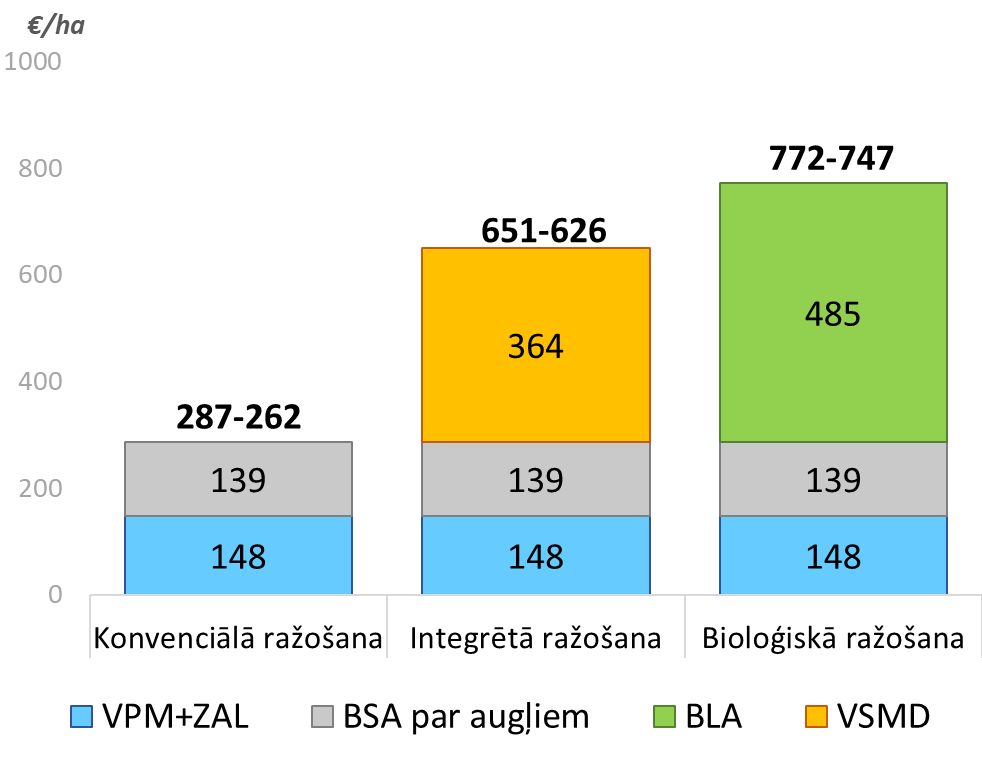 €/ha
1000
800
600
400
200
0
287-262
139
148
651-626
364
139
148
772-747
485
139
148
Konvenciālā ražošana
Integrētā ražošana
Bioloģiskā ražošana
VPM+ZAL
BSA par augļiem
BLA
VSMD